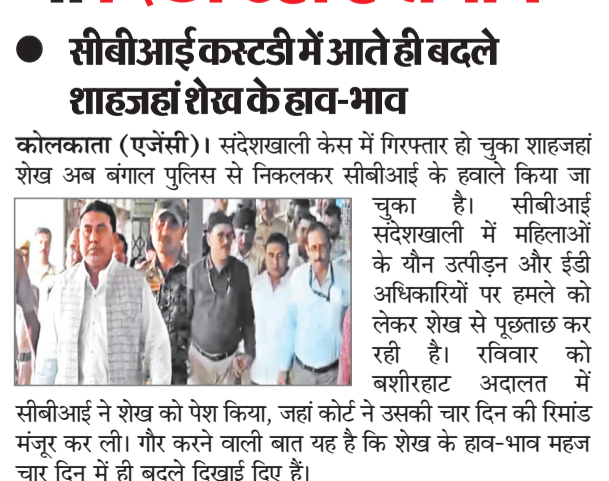 सीबीआई कस्टडी में आते ही बदले
शाहजहां शेख के हाव-भाव
कोलकाता (एजेंसी)। संदेशखाली केस में गिरफ्तार हो चुका शाहजहां
शेख अब बंगाल पुलिस से निकलकर सीबीआई के हवाले किया जा
चुका है। सीबीआई
संदेशखाली में महिलाओं
के यौन उत्पीड़न और ईडी
अधिकारियों पर हमले को
लेकर शेख से पूछताछ कर
रही है। रविवार को
बशीरहाट अदालत में
सीबीआई ने शेख को पेश किया, जहां कोर्ट ने उसकी चार दिन की रिमांड
मंजूर कर ली। गौर करने वाली बात यह है कि शेख के हाव-भाव महज
चार दिन में ही बदले दिखाई दिए हैं।